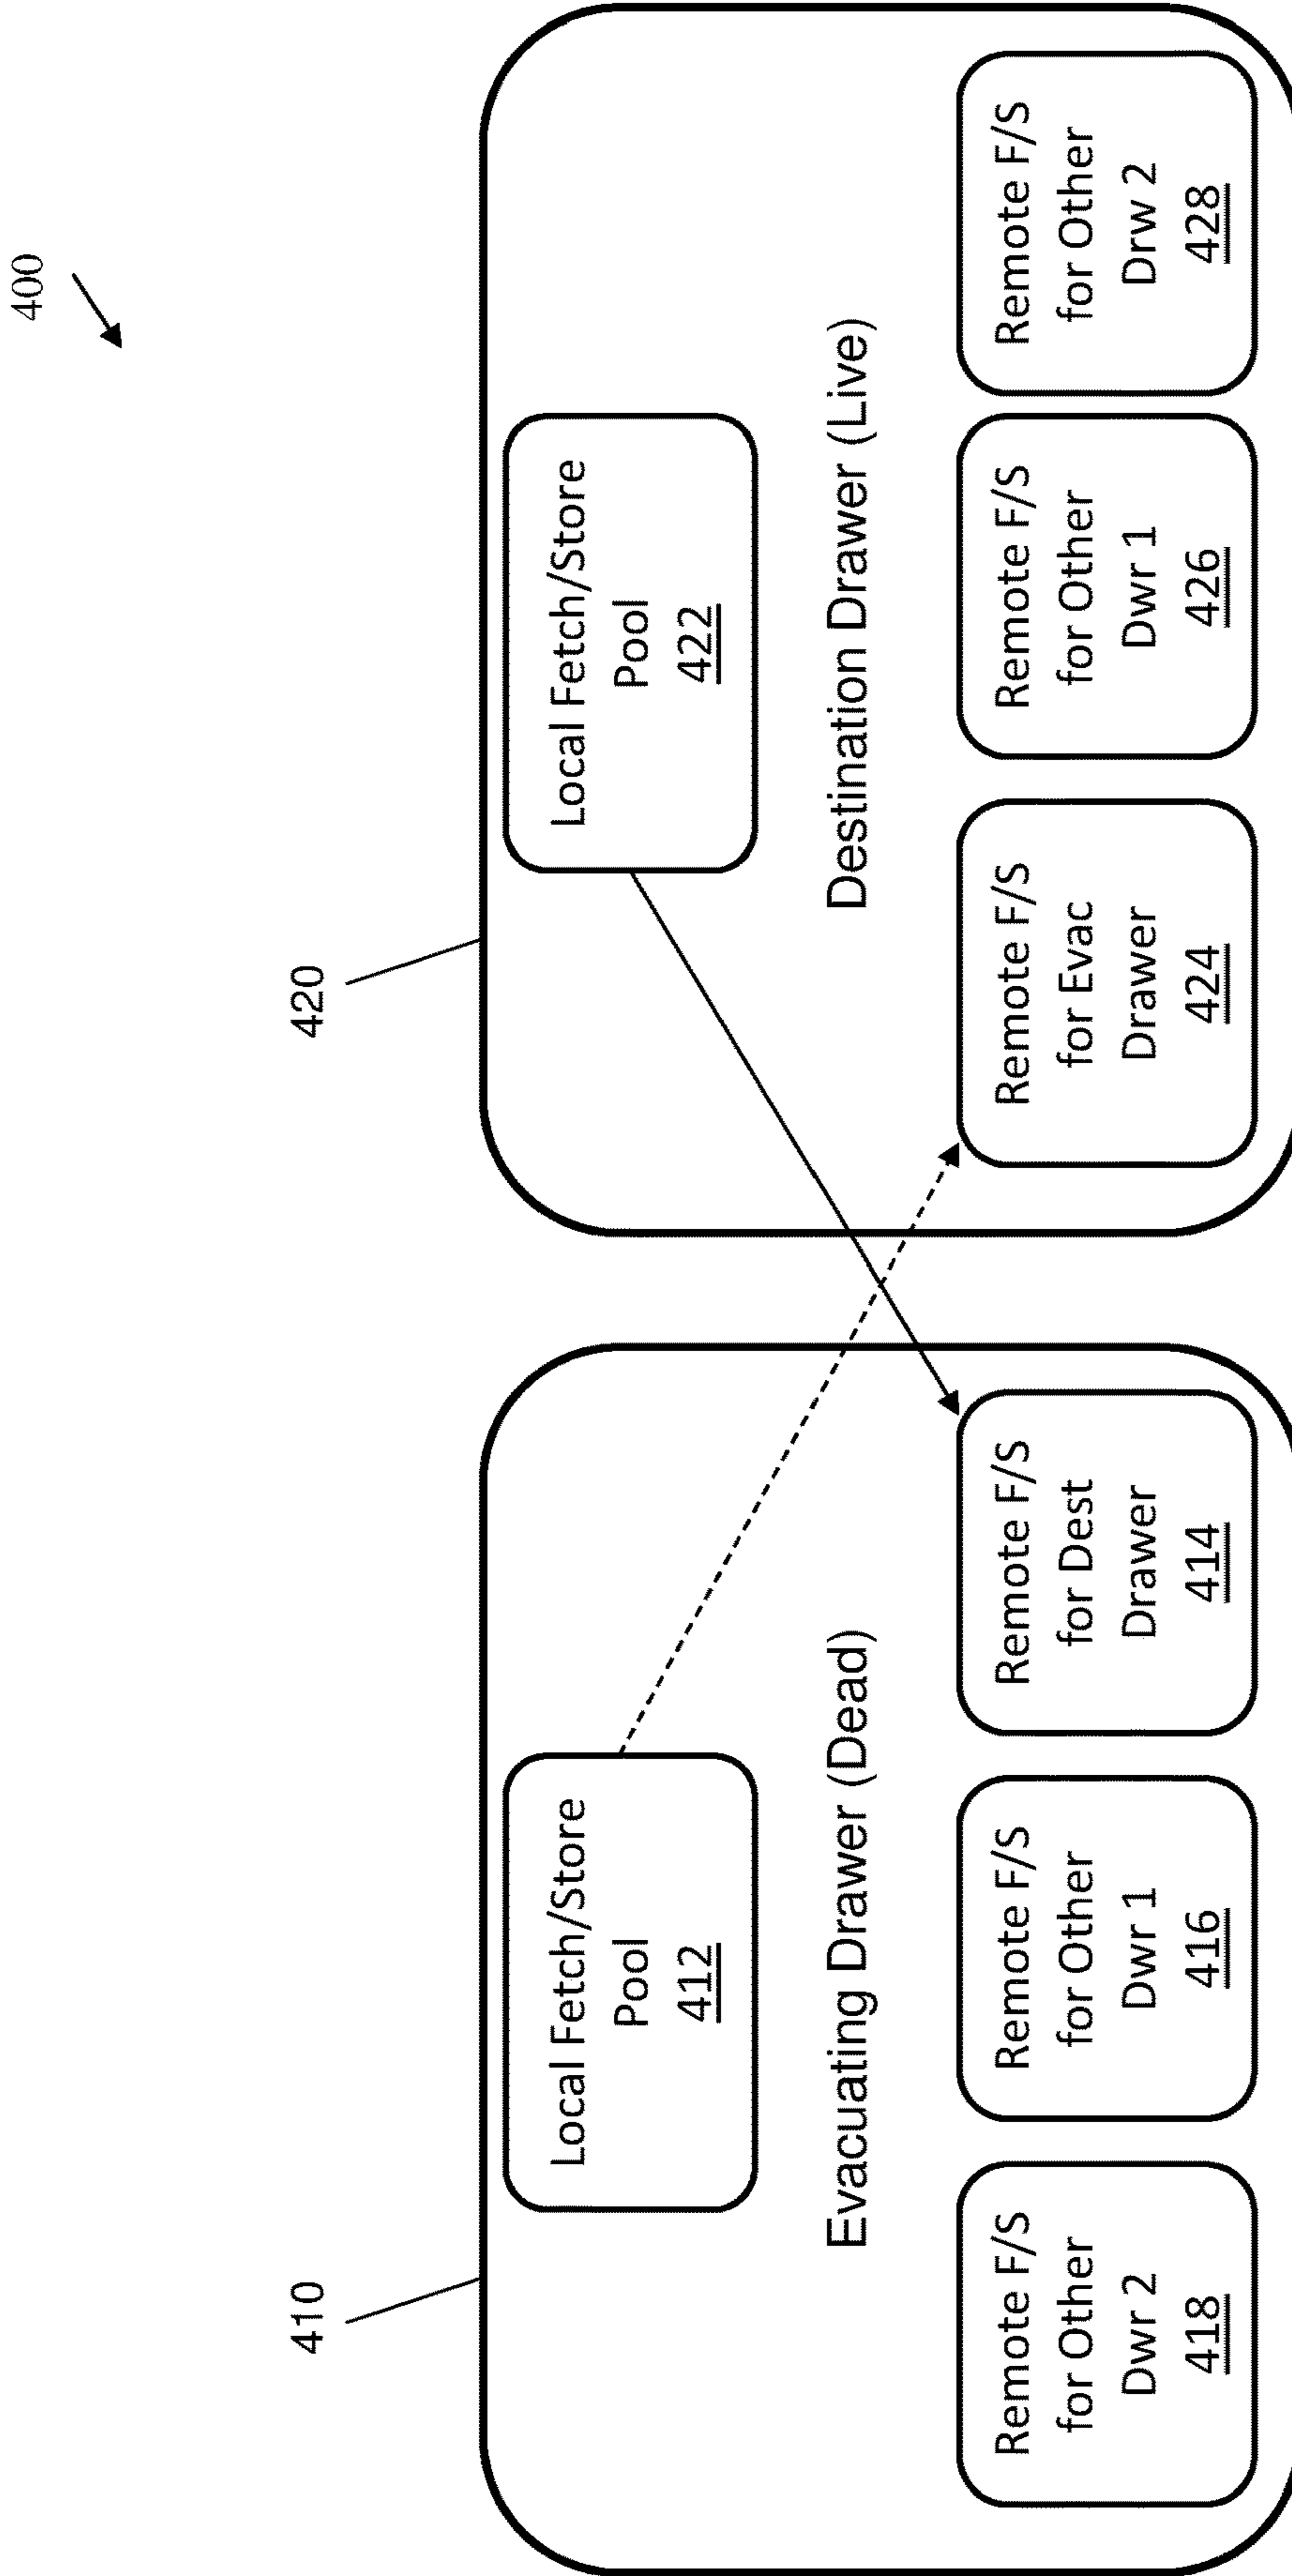 400
410
420
Local Fetch/Store
Pool
412
Local Fetch/Store
Pool
422
Evacuating Drawer (Dead)
Destination Drawer (Live)
Remote F/S
for Other
Dwr 2
418
Remote F/S
for Other
Dwr 1
416
Remote F/S
for Dest
Drawer
414
Remote F/S
for Evac
Drawer
424
Remote F/S
for Other
Dwr 1
426
Remote F/S
for Other
Drw 2
428